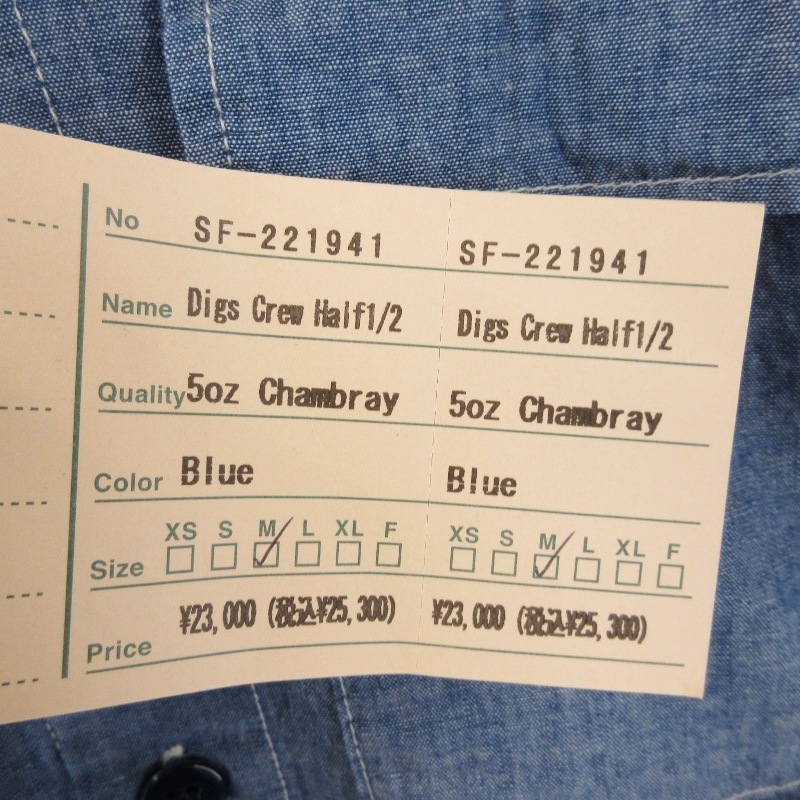 No SF-221941 SF-221941
Name Digs Crew Half1/2 Digs Crew Half1/2
Quality 5oz Chambray 5oz Chambray
Color Blue Blue
XS S M L XL F XS S M L XL F
Size
¥23,000 (税込¥25,300) ¥23,000 (税込¥25,300)
Price